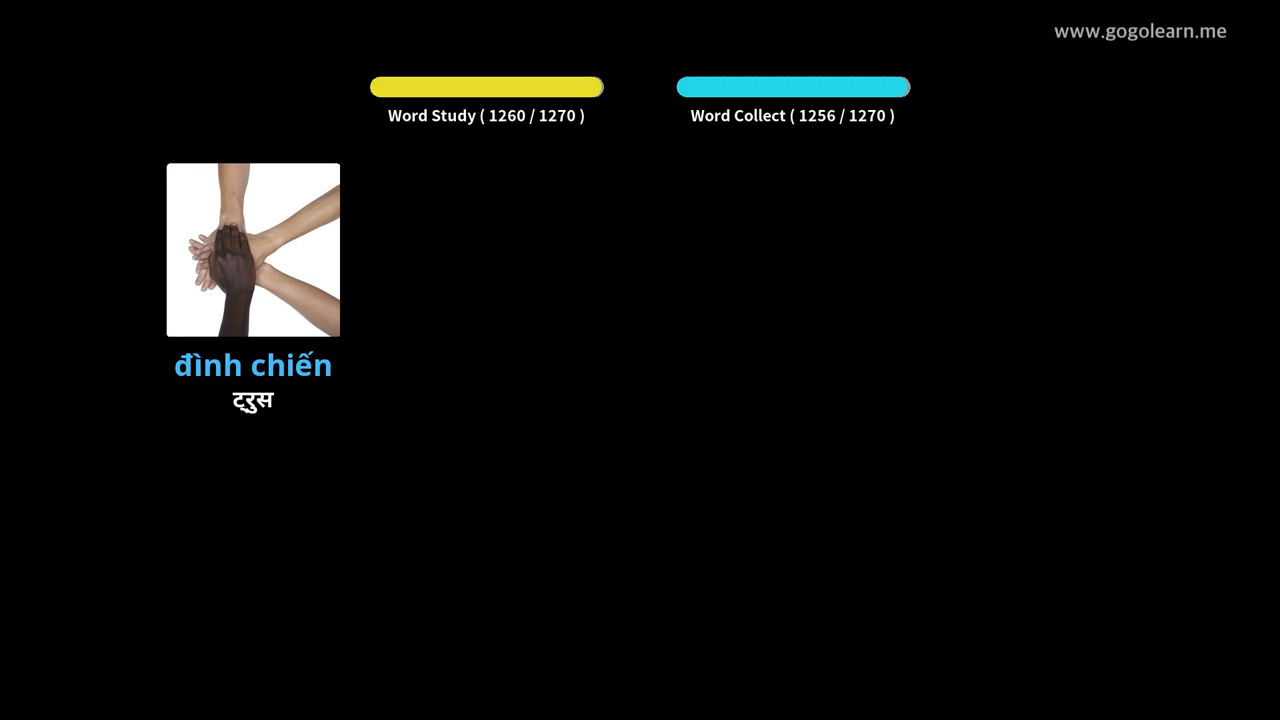 www.gogolearn.me
Word Study ( 1260 / 1270 )
Word Collect ( 1256 / 1270 )
đình chiến
ट्रुस